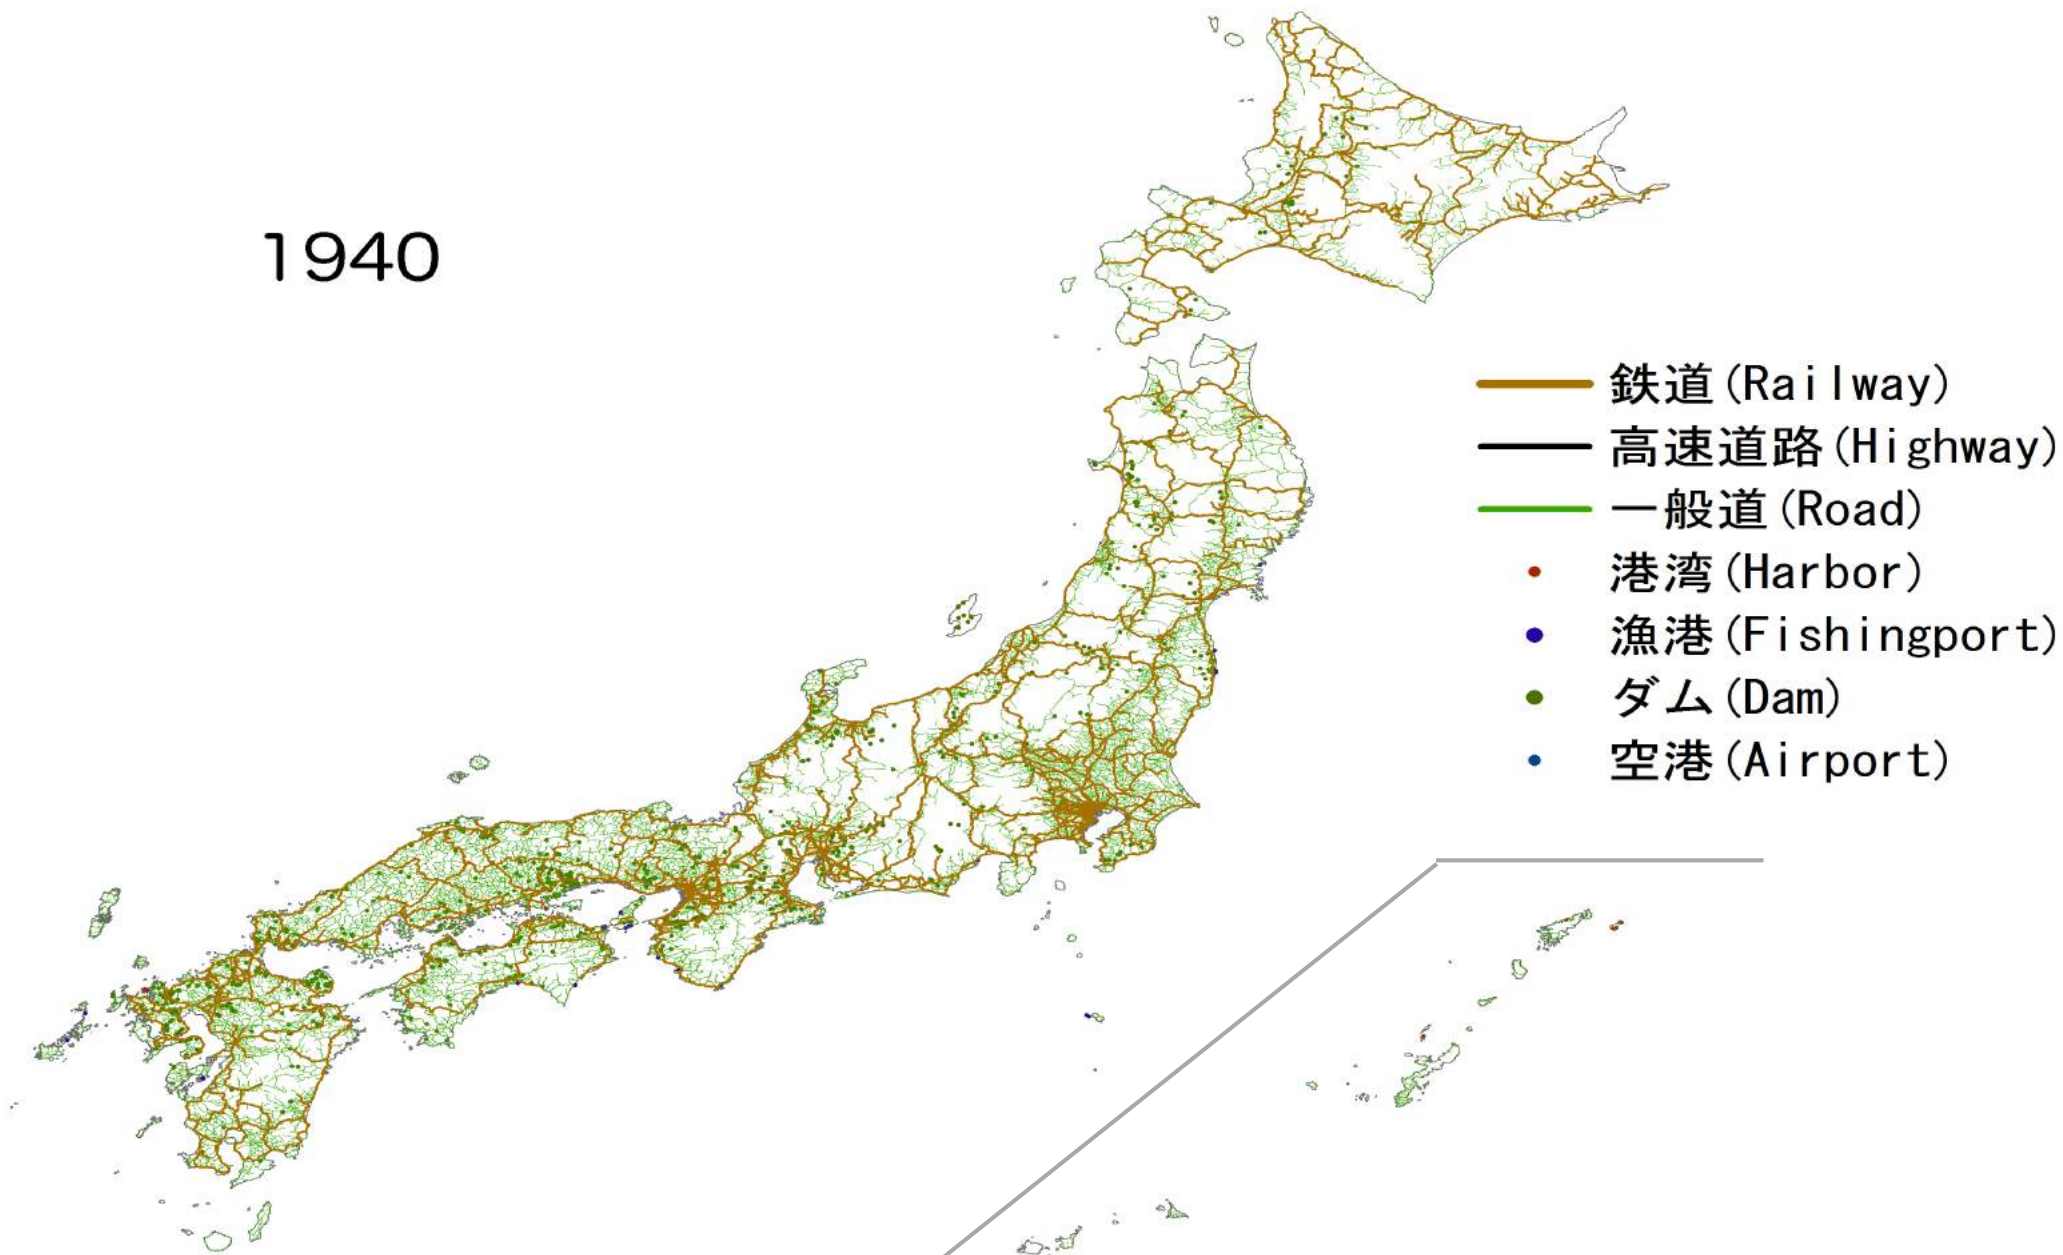 1940
鉄道(Railway)
高速道路(Highway)
一般道(Road)
港湾(Harbor)
漁港(Fishingport)
ダム(Dam)
空港(Airport)